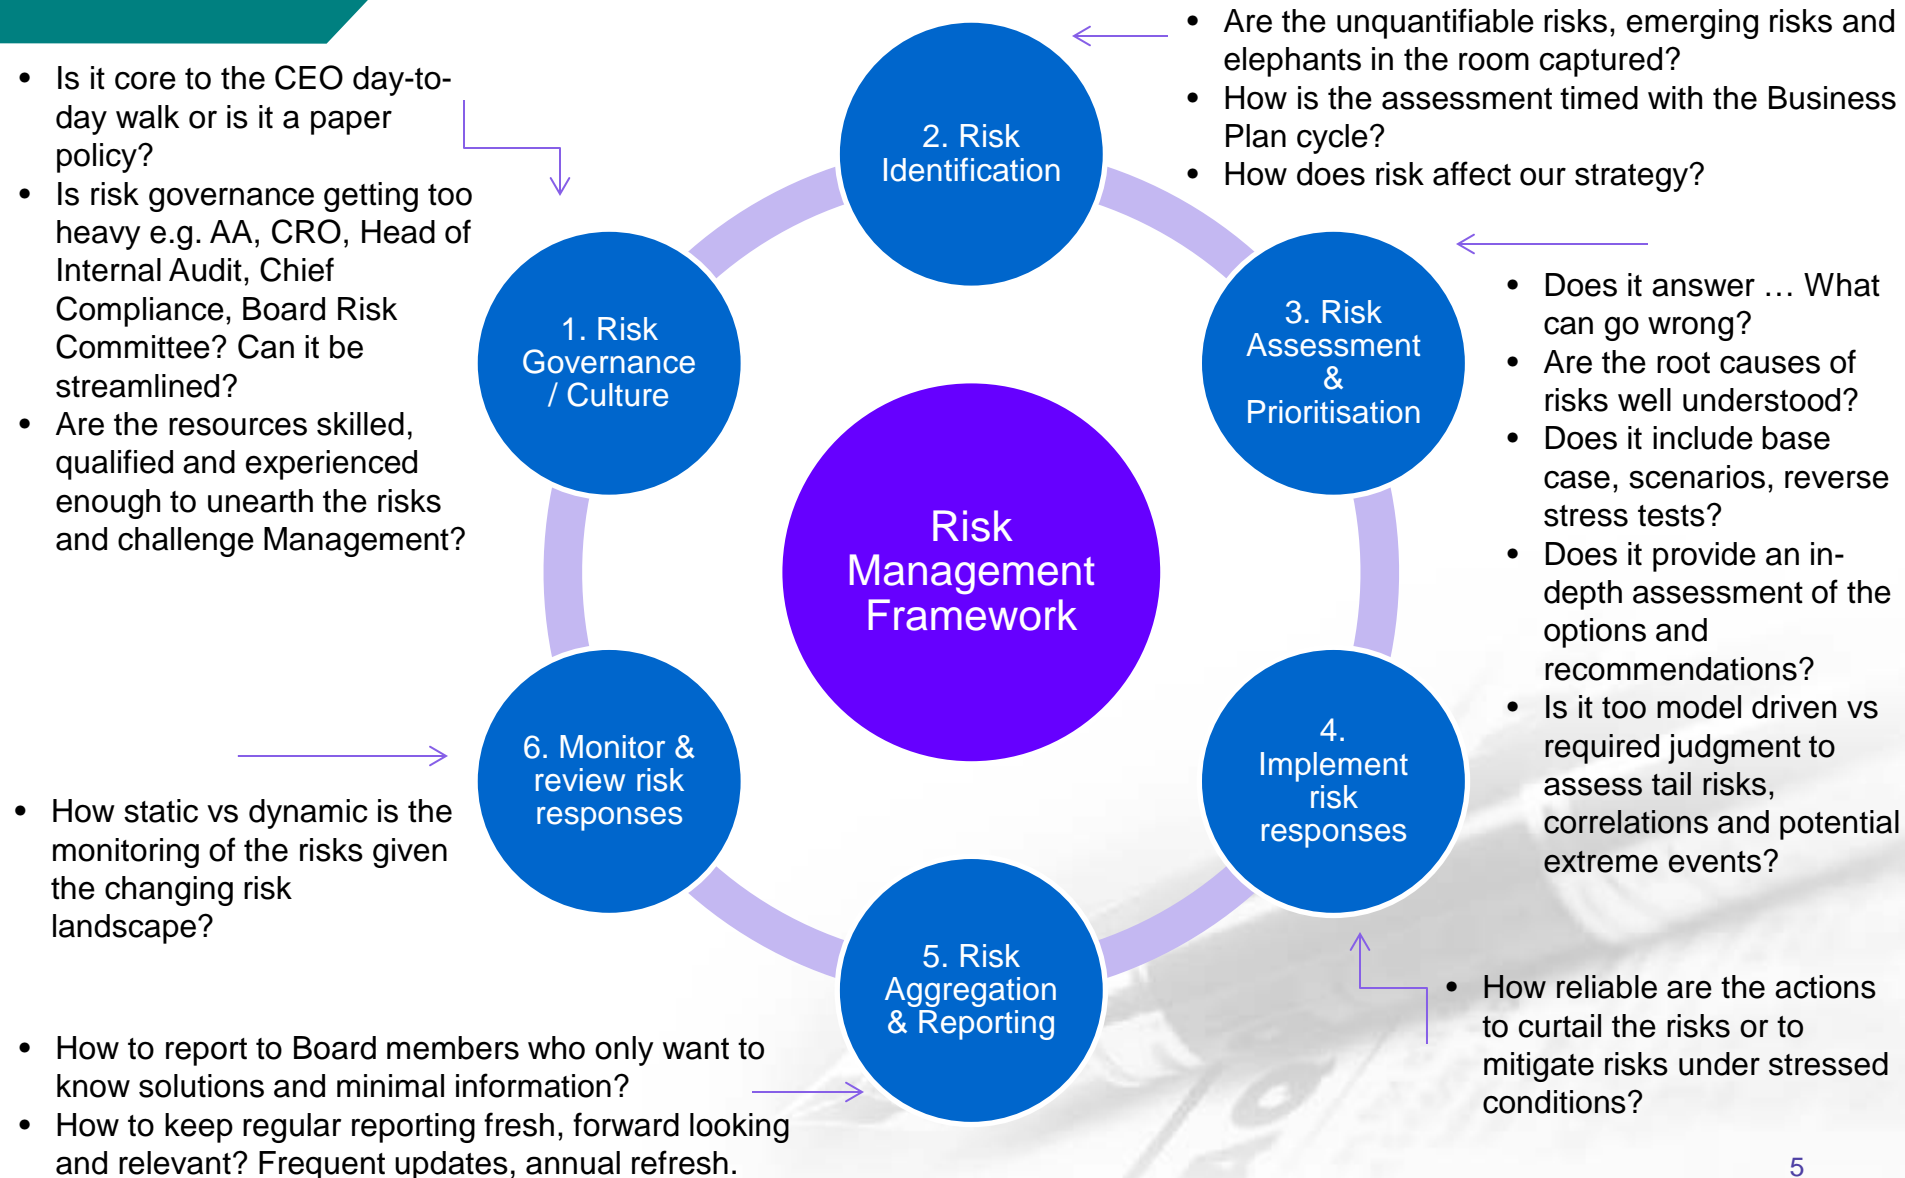 • Is it core to the CEO day-to-
day walk or is it a paper
policy?
• Is risk governance getting too
heavy e.g. AA, CRO, Head of
Internal Audit, Chief
Compliance, Board Risk
Committee? Can it be
streamlined?
• Are the resources skilled,
qualified and experienced
enough to unearth the risks
and challenge Management?
1. Risk
Governance
/ Culture
2. Risk
Identification
• Are the unquantifiable risks, emerging risks and
elephants in the room captured?
• How is the assessment timed with the Business
Plan cycle?
• How does risk affect our strategy?
3. Risk
Assessment
&
Prioritisation
• Does it answer … What
can go wrong?
• Are the root causes of
risks well understood?
• Does it include base
case, scenarios, reverse
stress tests?
• Does it provide an in-
depth assessment of the
options and
recommendations?
• Is it too model driven vs
required judgment to
assess tail risks,
correlations and potential
extreme events?
Risk
Management
Framework
4.
Implement
risk
responses
• How reliable are the actions
to curtail the risks or to
mitigate risks under stressed
conditions?
5. Risk
Aggregation
& Reporting
• How to report to Board members who only want to
know solutions and minimal information?
• How to keep regular reporting fresh, forward looking
and relevant? Frequent updates, annual refresh.
6. Monitor &
review risk
responses
• How static vs dynamic is the
monitoring of the risks given
the changing risk
landscape?
5